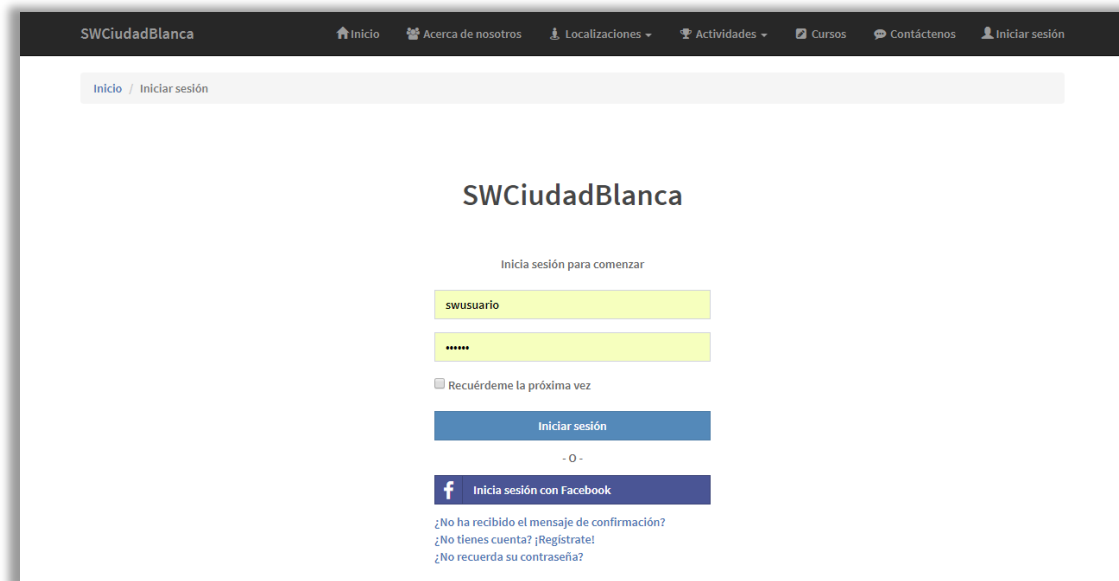 SWCiudadBlanca Inicio Acerca de nosotros Localizaciones Actividades Cursos Contáctenos Iniciar sesión
Inicio / Iniciar sesión
SWCiudadBlanca
Inicia sesión para comenzar
swusuario
••••••
Recuérdeme la próxima vez
Iniciar sesión
- O -
f Inicia sesión con Facebook
¿No ha recibido el mensaje de confirmación?
¿No tienes cuenta? ¡Regístrate!
¿No recuerda su contraseña?